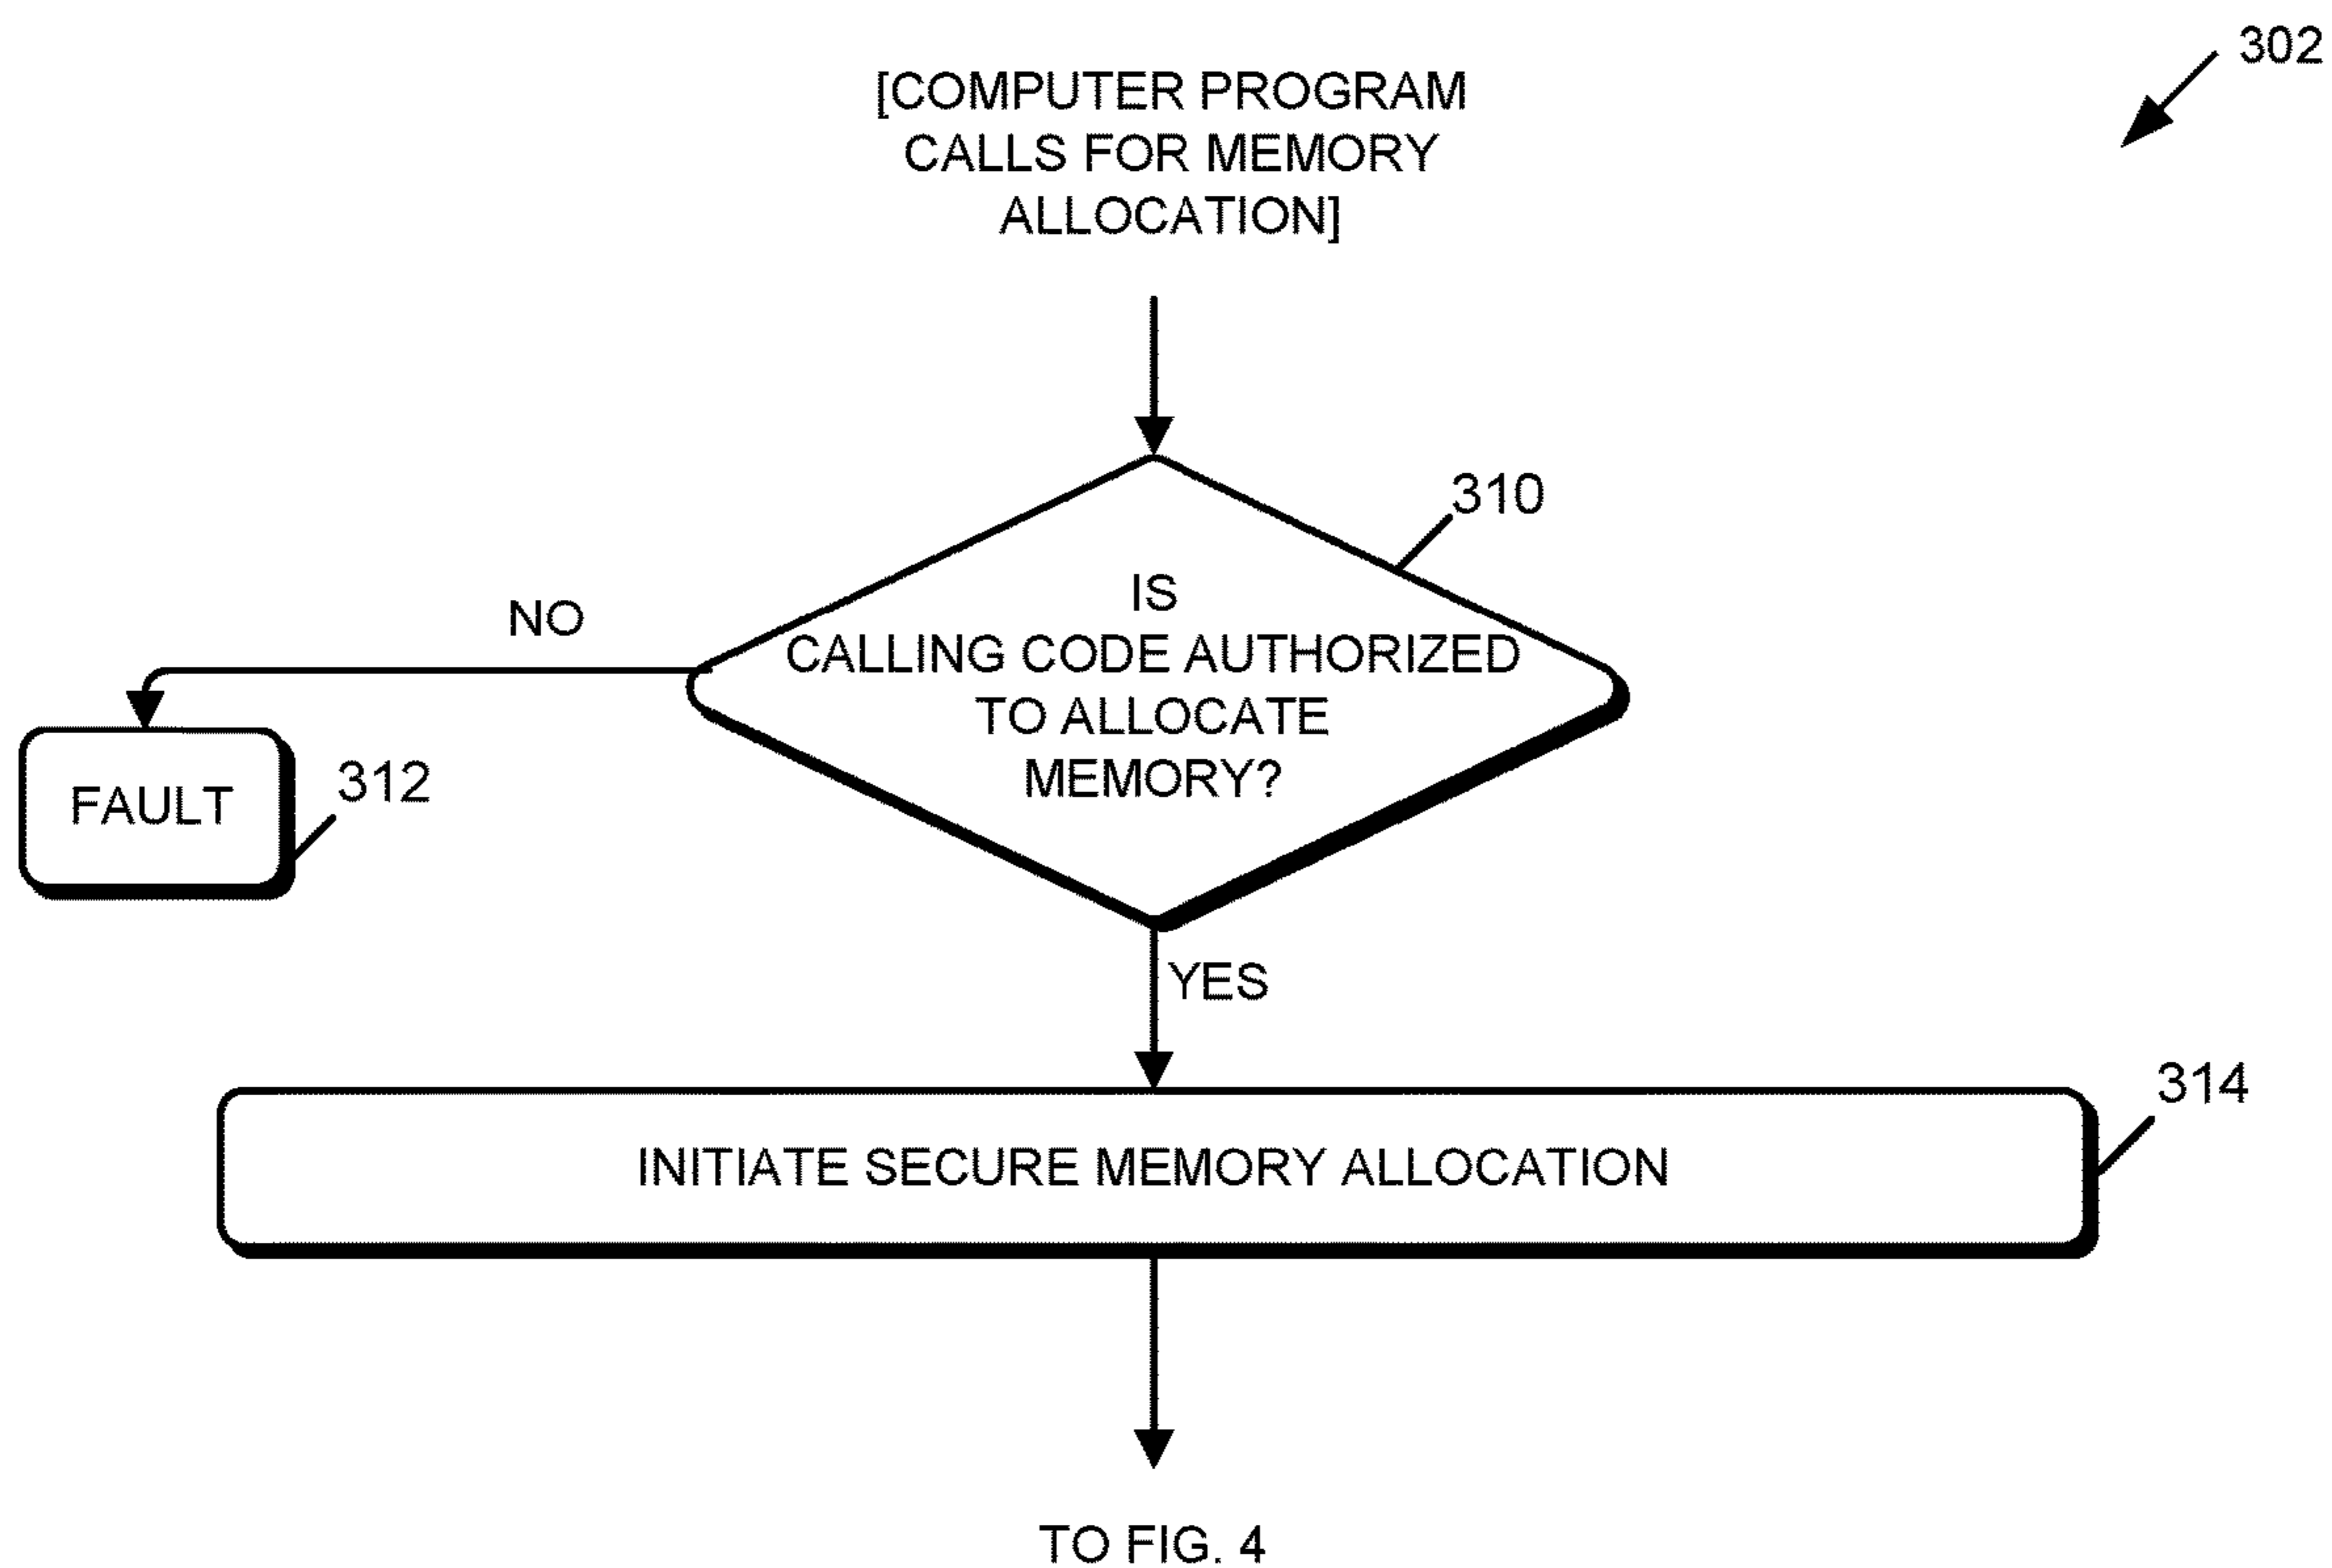 302
[COMPUTER PROGRAM
CALLS FOR MEMORY
ALLOCATION]
310
IS
CALLING CODE AUTHORIZED
TO ALLOCATE
MEMORY?
NO
FAULT
312
YES
314
INITIATE SECURE MEMORY ALLOCATION
TO FIG. 4